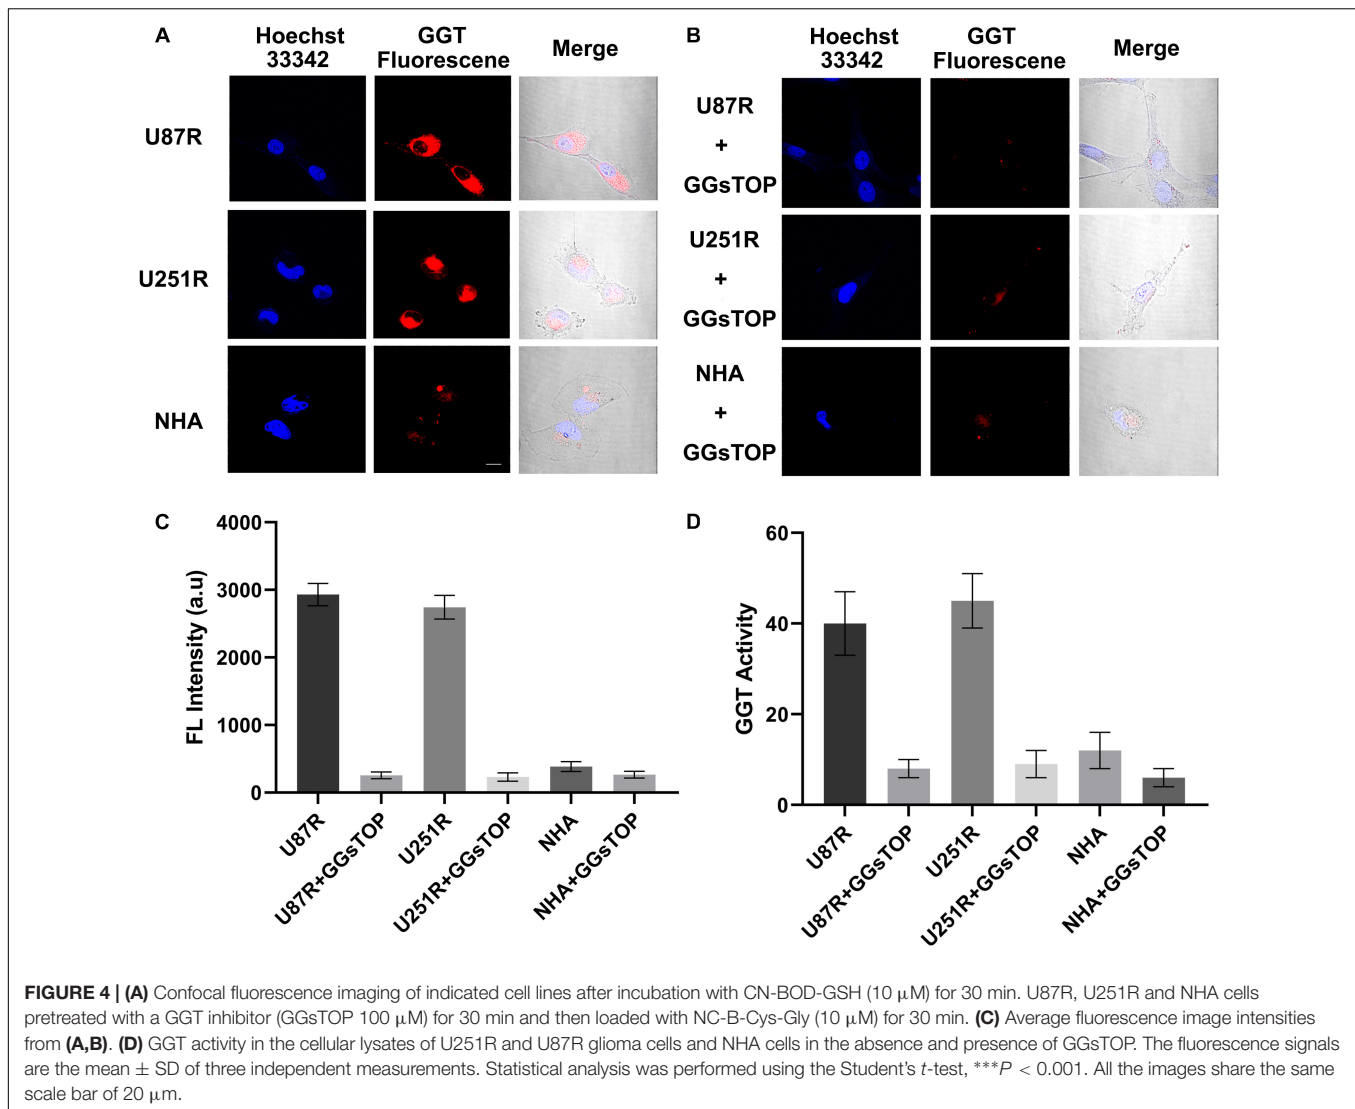 A
Hoechst
33342
GGT
Fluorescene
Merge
U87R
U251R
NHA
B
Hoechst
33342
GGT
Fluorescene
Merge
U87R
+
GGsTOP
U251R
+
GGsTOP
NHA
+
GGsTOP
C
FL Intensity (a.u)
4000
3000
2000
1000
0
U87R
U87R+GGsTOP
U251R
U251R+GGsTOP
NHA
NHA+GGsTOP
D
GGT Activity
60
40
20
0
U87R
U87R+GGsTOP
U251R
U251R+GGsTOP
NHA
NHA+GGsTOP
FIGURE 4 | (A) Confocal fluorescence imaging of indicated cell lines after incubation with CN-BOD-GSH (10 μM) for 30 min. U87R, U251R and NHA cells
pretreated with a GGT inhibitor (GGsTOP 100 μM) for 30 min and then loaded with NC-B-Cys-Gly (10 μM) for 30 min. (C) Average fluorescence image intensities
from (A,B). (D) GGT activity in the cellular lysates of U251R and U87R glioma cells and NHA cells in the absence and presence of GGsTOP. The fluorescence signals
are the mean ± SD of three independent measurements. Statistical analysis was performed using the Student's t-test, ***P < 0.001. All the images share the same
scale bar of 20 μm.